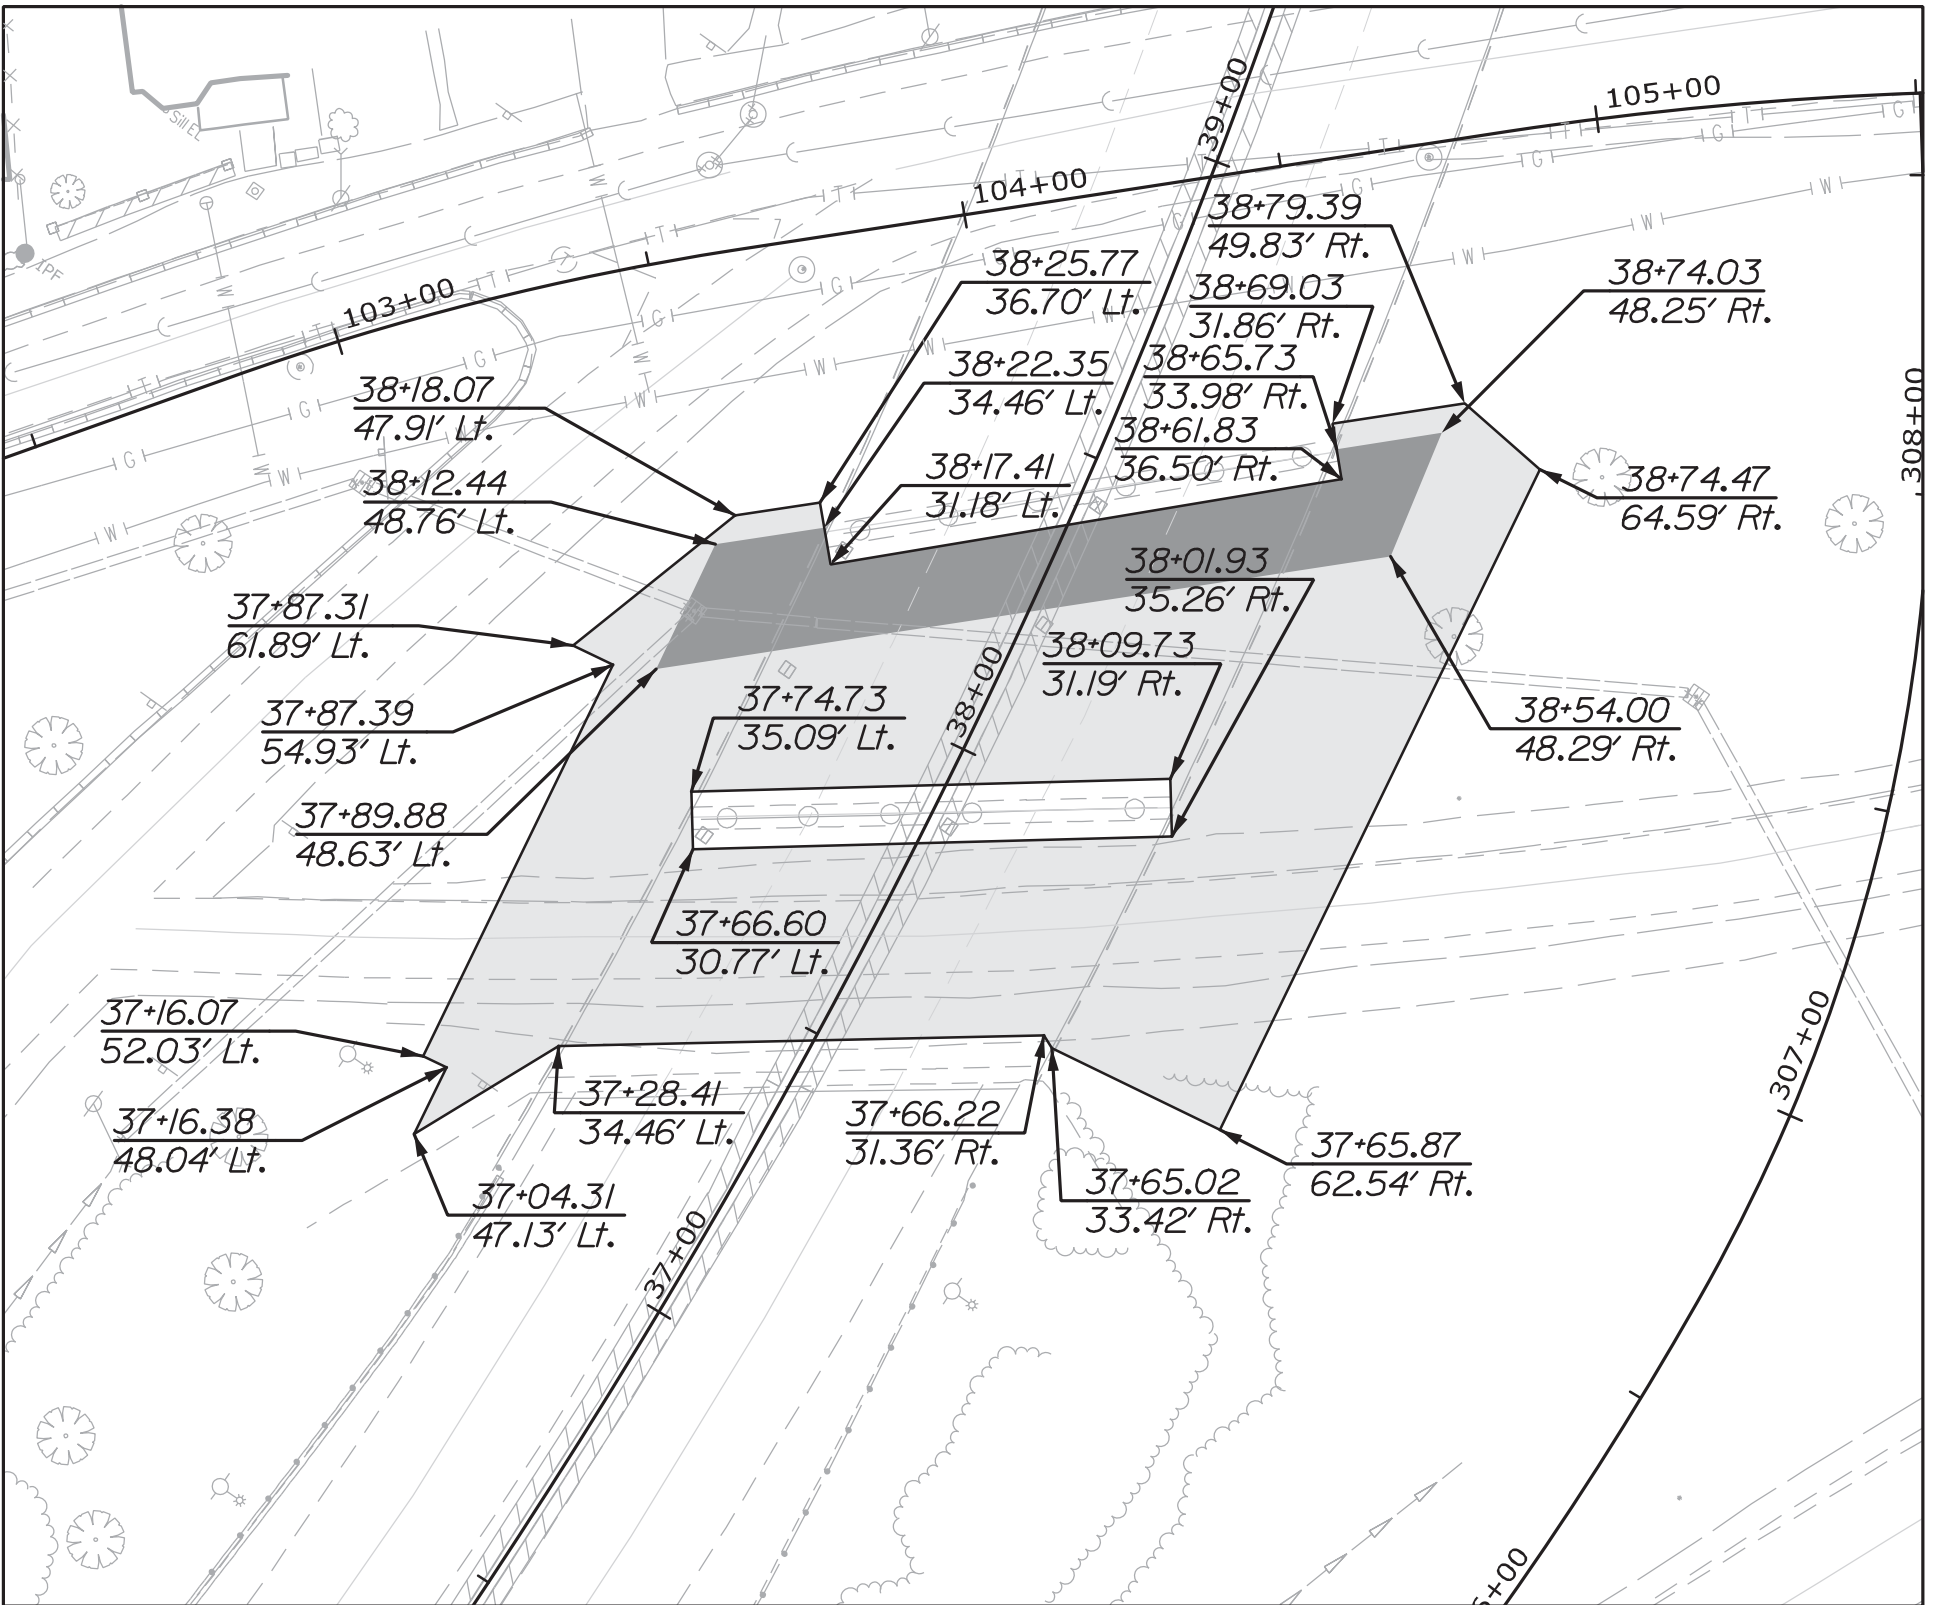 Sill El.
IPF
39+00
105+00
104+00
103+00
38+79.39
49.83' Rt.
38+25.77
36.70' Lt.
38+69.03
31.86' Rt.
38+74.03
48.25' Rt.
38+22.35
34.46' Lt.
38+65.73
33.98' Rt.
38+18.07
47.91' Lt.
38+61.83
36.50' Rt.
308+00
38+12.44
48.76' Lt.
38+17.41
31.18' Lt.
38+74.47
64.59' Rt.
38+01.93
35.26' Rt.
37+87.31
61.89' Lt.
38+09.73
31.19' Rt.
38+00
37+87.39
54.93' Lt.
37+74.73
35.09' Lt.
38+54.00
48.29' Rt.
37+89.88
48.63' Lt.
37+66.60
30.77' Lt.
37+16.07
52.03' Lt.
307+00
37+16.38
48.04' Lt.
37+28.41
34.46' Lt.
37+66.22
31.36' Rt.
37+65.87
62.54' Rt.
37+04.31
47.13' Lt.
37+65.02
33.42' Rt.
37+00
6+00